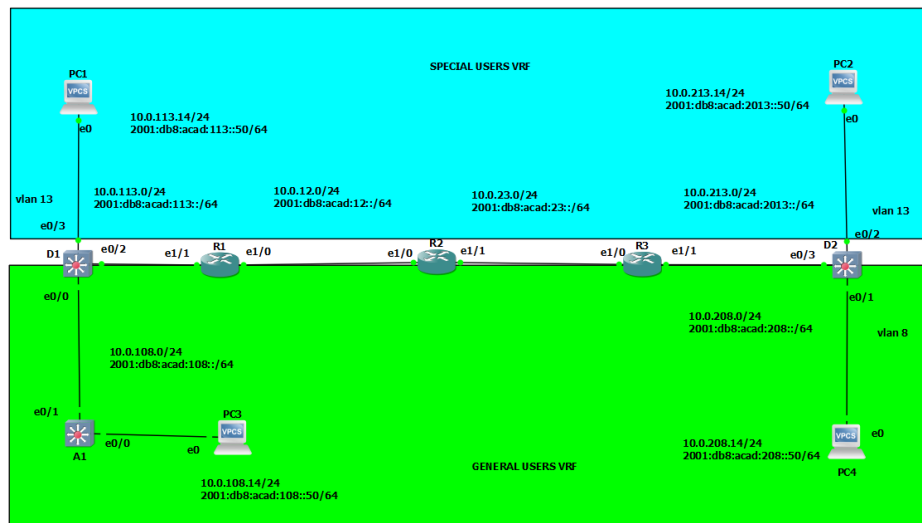 SPECIAL USERS VRF
PC1
VPCS
e0
10.0.113.14/24
2001:db8:acad:113::50/64
PC2
VPCS
e0
10.0.213.14/24
2001:db8:acad:2013::50/64
vlan 13
10.0.113.0/24
2001:db8:acad:113::/64
10.0.12.0/24
2001:db8:acad:12::/64
10.0.23.0/24
2001:db8:acad:23::/64
10.0.213.0/24
2001:db8:acad:2013::/64
vlan 13
e0/3
e0/2
D1
e0/2
e1/1
R1
e1/0
e1/0
R2
e1/1
e1/0
R3
e1/1
e0/3
D2
e0/0
e0/1
10.0.208.0/24
2001:db8:acad:208::/64
vlan 8
10.0.108.0/24
2001:db8:acad:108::/64
e0/1
A1
e0/0
PC3
VPCS
e0
10.0.108.14/24
2001:db8:acad:108::50/64
VPCS
e0
PC4
10.0.208.14/24
2001:db8:acad:208::50/64
GENERAL USERS VRF